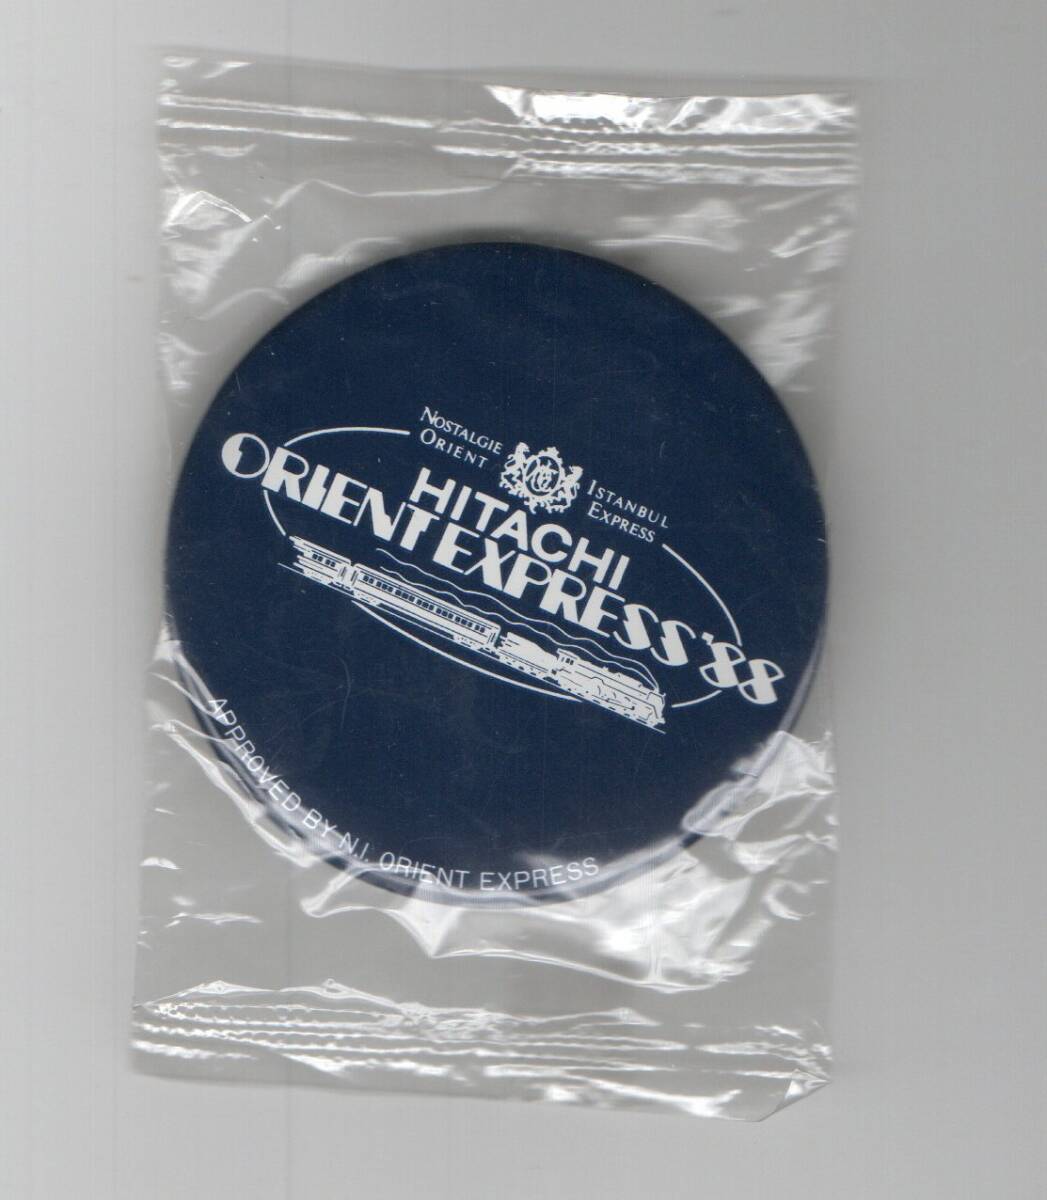 NOSTALGIE
ORIENT
ISTANBUL
EXPRESS
HITACHI
ORIENT EXPRESS '88
APPROVED BY N.I. ORIENT EXPRESS